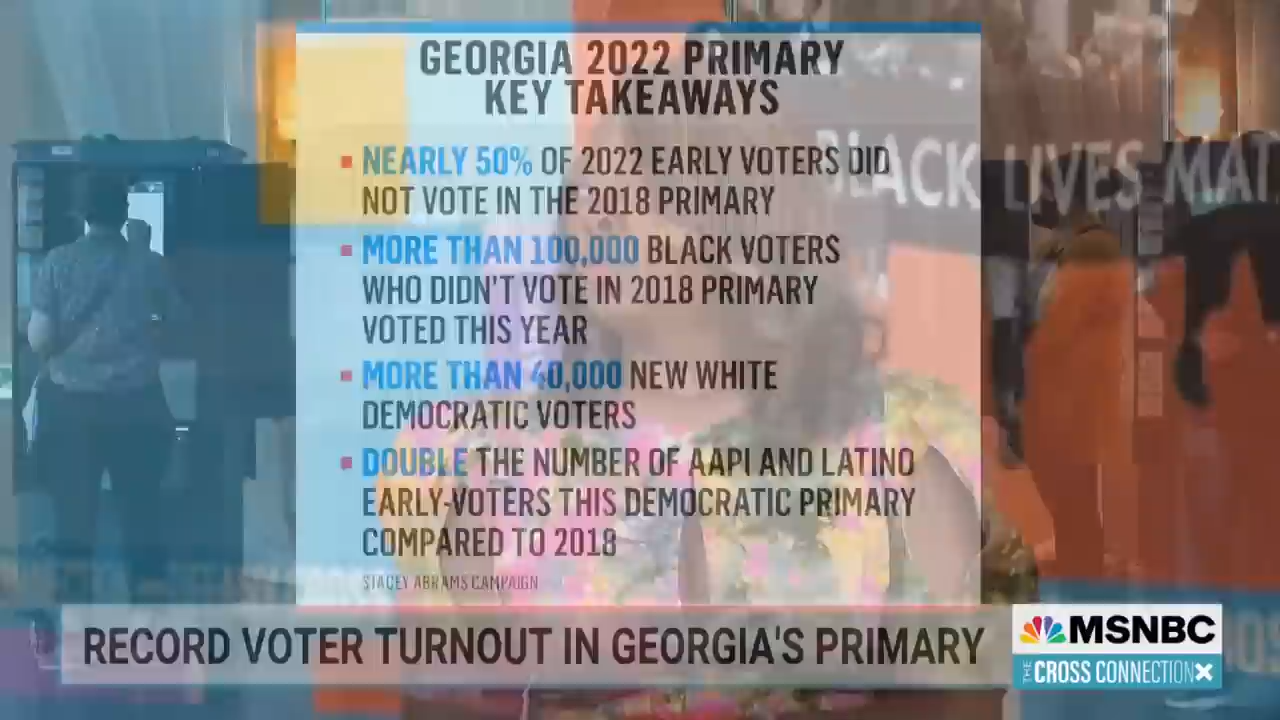 GEORGIA 2022 PRIMARY
KEY TAKEAWAYS
BLACK LIVES MAT
▪ NEARLY 50% OF 2022 EARLY VOTERS DID
NOT VOTE IN THE 2018 PRIMARY
▪ MORE THAN 100,000 BLACK VOTERS
WHO DIDN'T VOTE IN 2018 PRIMARY
VOTED THIS YEAR
▪ MORE THAN 40,000 NEW WHITE
DEMOCRATIC VOTERS
▪ DOUBLE THE NUMBER OF AAPI AND LATINO
EARLY-VOTERS THIS DEMOCRATIC PRIMARY
COMPARED TO 2018
STACEY ABRAMS CAMPAIGN
RECORD VOTER TURNOUT IN GEORGIA'S PRIMARY
MSNBC
THE CROSS CONNECTION